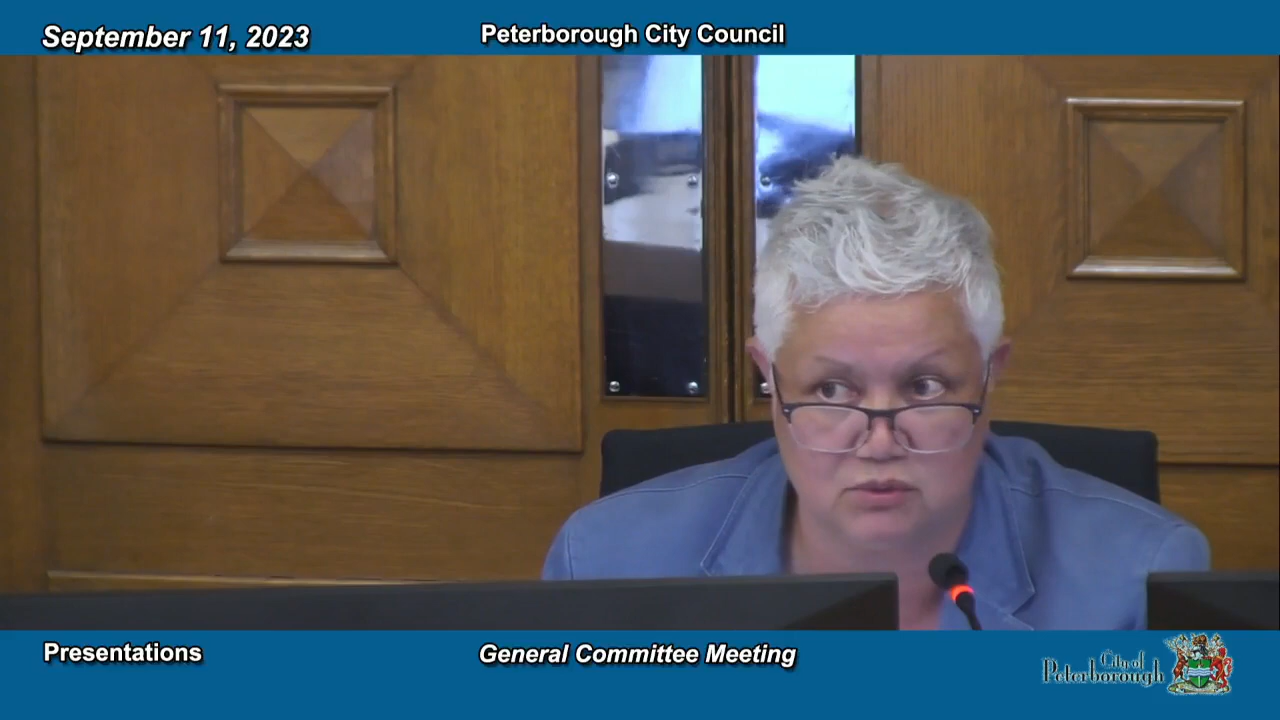 September 11, 2023
Peterborough City Council
Presentations
General Committee Meeting
City of
Peterborough